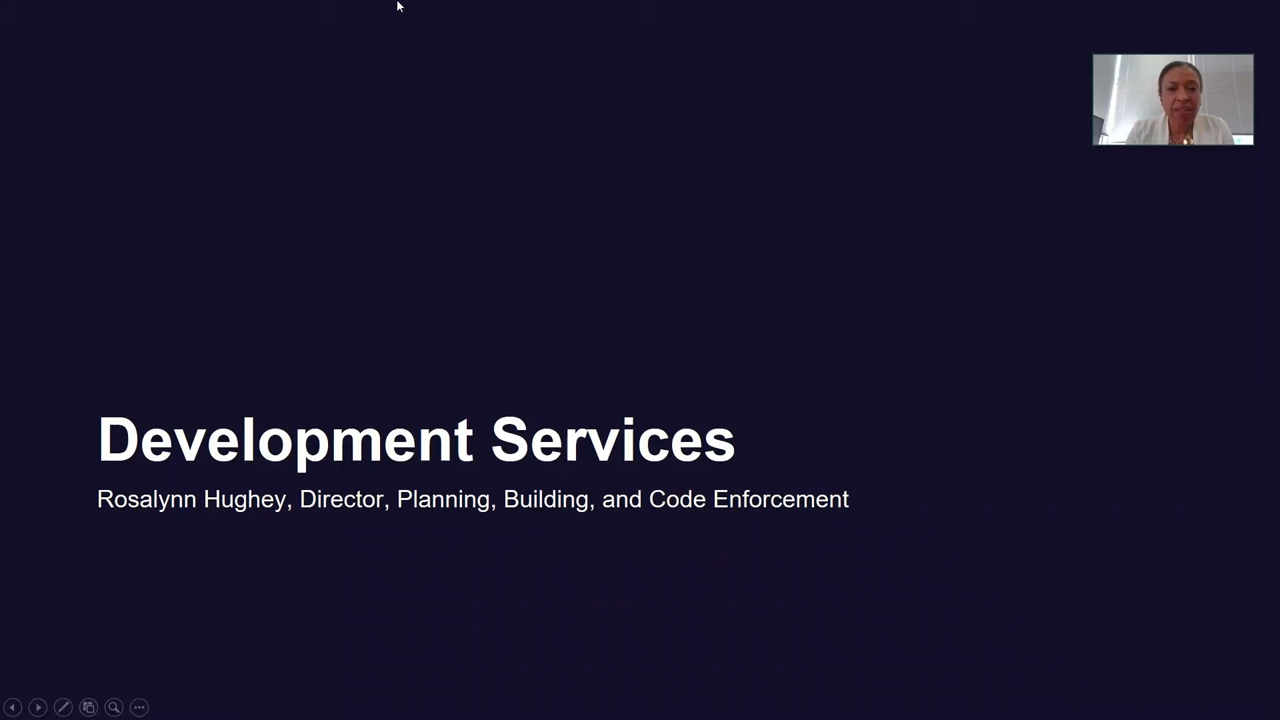 Development Services
Rosalynn Hughey, Director, Planning, Building, and Code Enforcement